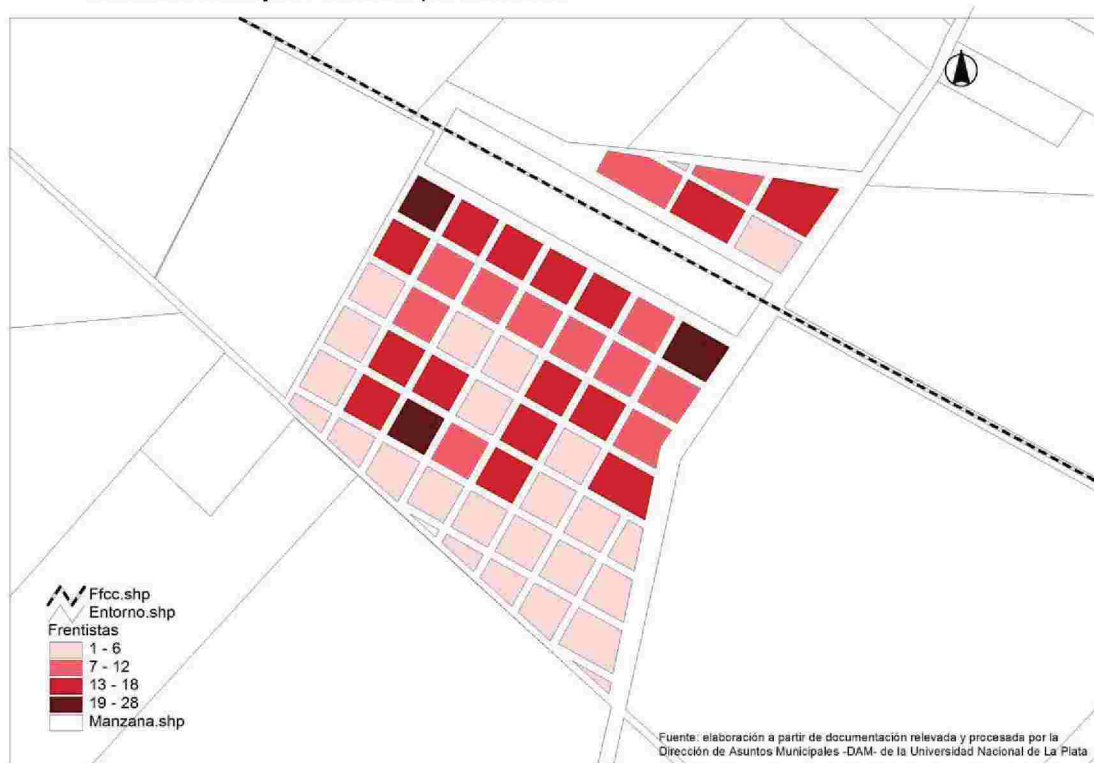 Ffcc.shp
Entorno.shp
Frentistas
1 - 6
7 - 12
13 - 18
19 - 28
Manzana.shp
Fuente: elaboración a partir de documentación relevada y procesada por la
Dirección de Asuntos Municipales -DAM- de la Universidad Nacional de La Plata